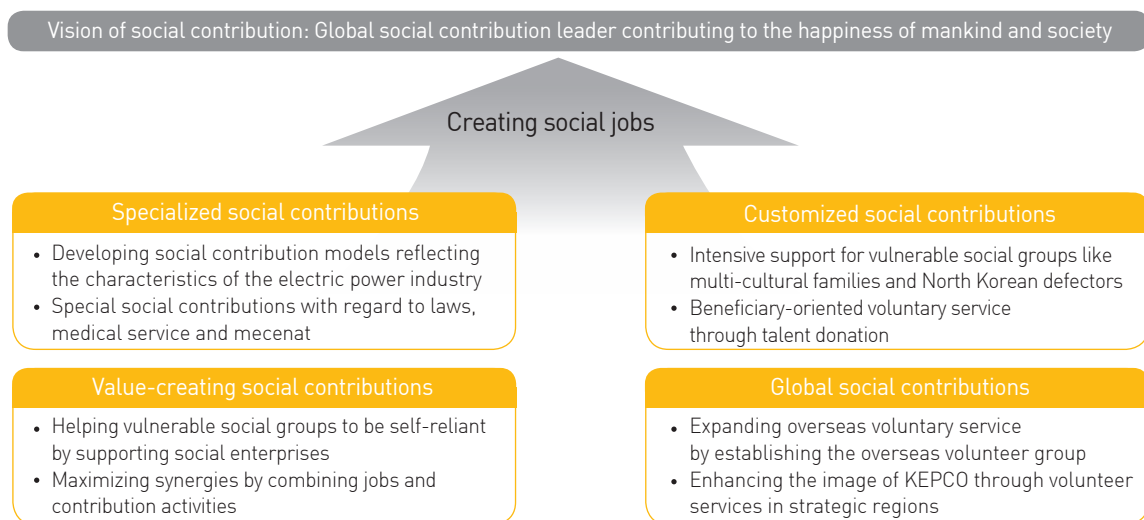 Vision of social contribution: Global social contribution leader contributing to the happiness of mankind and society
Creating social jobs
Specialized social contributions
• Developing social contribution models reflecting
the characteristics of the electric power industry
• Special social contributions with regard to laws,
medical service and mecenat
Customized social contributions
• Intensive support for vulnerable social groups like
multi-cultural families and North Korean defectors
• Beneficiary-oriented voluntary service
through talent donation
Value-creating social contributions
• Helping vulnerable social groups to be self-reliant
by supporting social enterprises
• Maximizing synergies by combining jobs and
contribution activities
Global social contributions
• Expanding overseas voluntary service
by establishing the overseas volunteer group
• Enhancing the image of KEPCO through volunteer
services in strategic regions